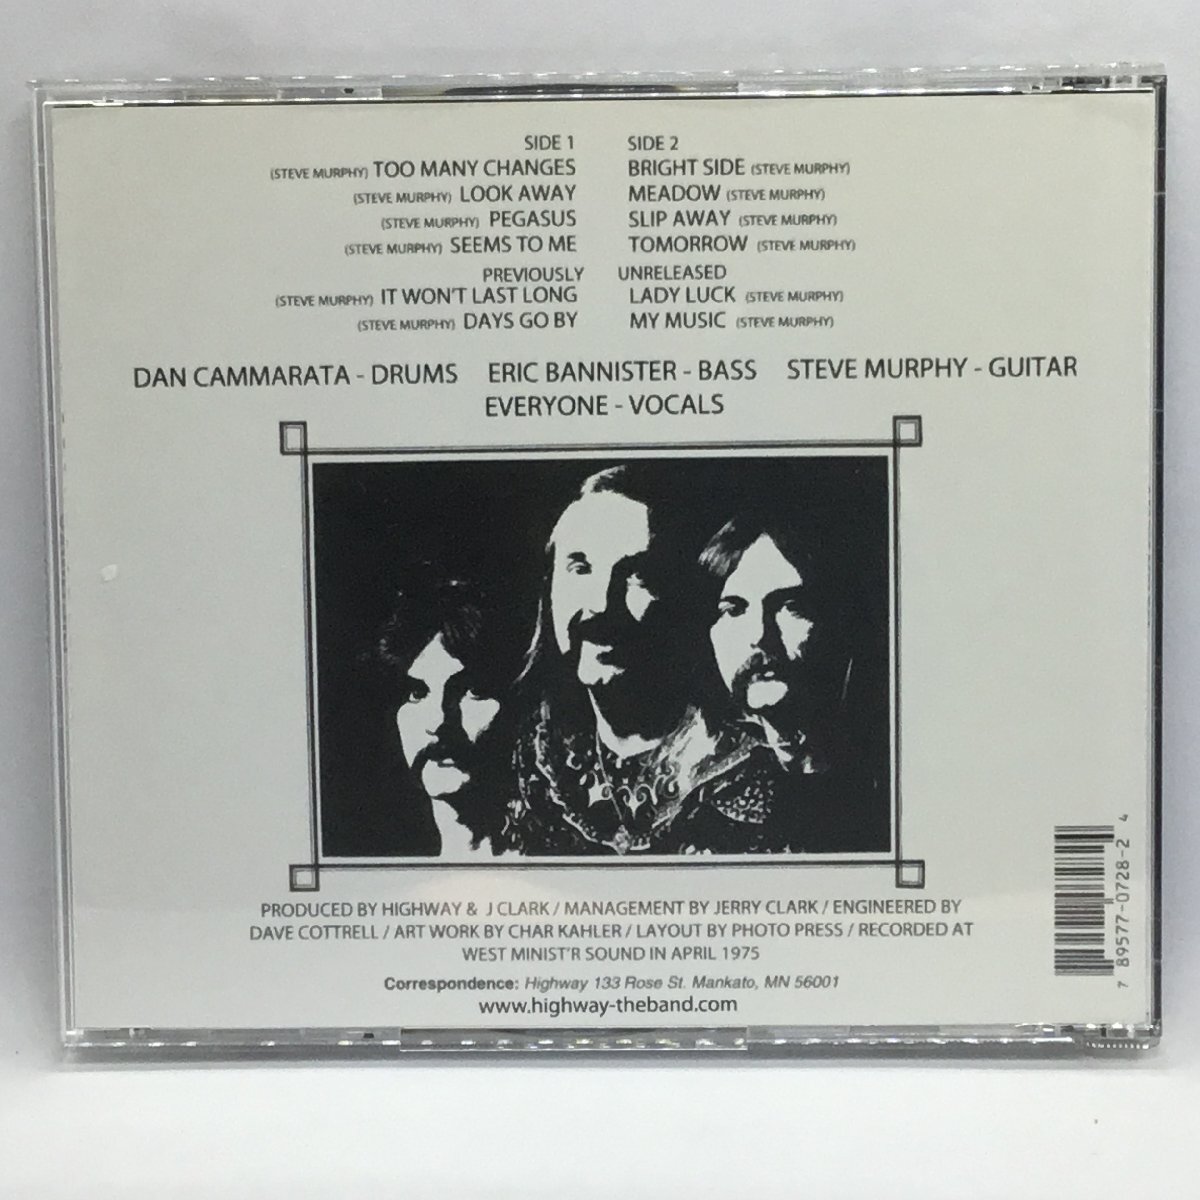 SIDE 1
(STEVE MURPHY) TOO MANY CHANGES
(STEVE MURPHY) LOOK AWAY
(STEVE MURPHY) PEGASUS
(STEVE MURPHY) SEEMS TO ME
SIDE 2
BRIGHT SIDE (STEVE MURPHY)
MEADOW (STEVE MURPHY)
SLIP AWAY (STEVE MURPHY)
TOMORROW (STEVE MURPHY)
PREVIOUSLY UNRELEASED
(STEVE MURPHY) IT WON'T LAST LONG
(STEVE MURPHY) DAYS GO BY
LADY LUCK (STEVE MURPHY)
MY MUSIC (STEVE MURPHY)
DAN CAMMARATA - DRUMS ERIC BANNISTER - BASS STEVE MURPHY - GUITAR
EVERYONE - VOCALS
PRODUCED BY HIGHWAY & J CLARK / MANAGEMENT BY JERRY CLARK / ENGINEERED BY
DAVE COTTRELL / ART WORK BY CHAR KAHLER / LAYOUT BY PHOTO PRESS / RECORDED AT
WEST MINIST'R SOUND IN APRIL 1975
Correspondence: Highway 133 Rose St. Mankato, MN 56001
www.highway-theband.com
7 89577-0728-2 4